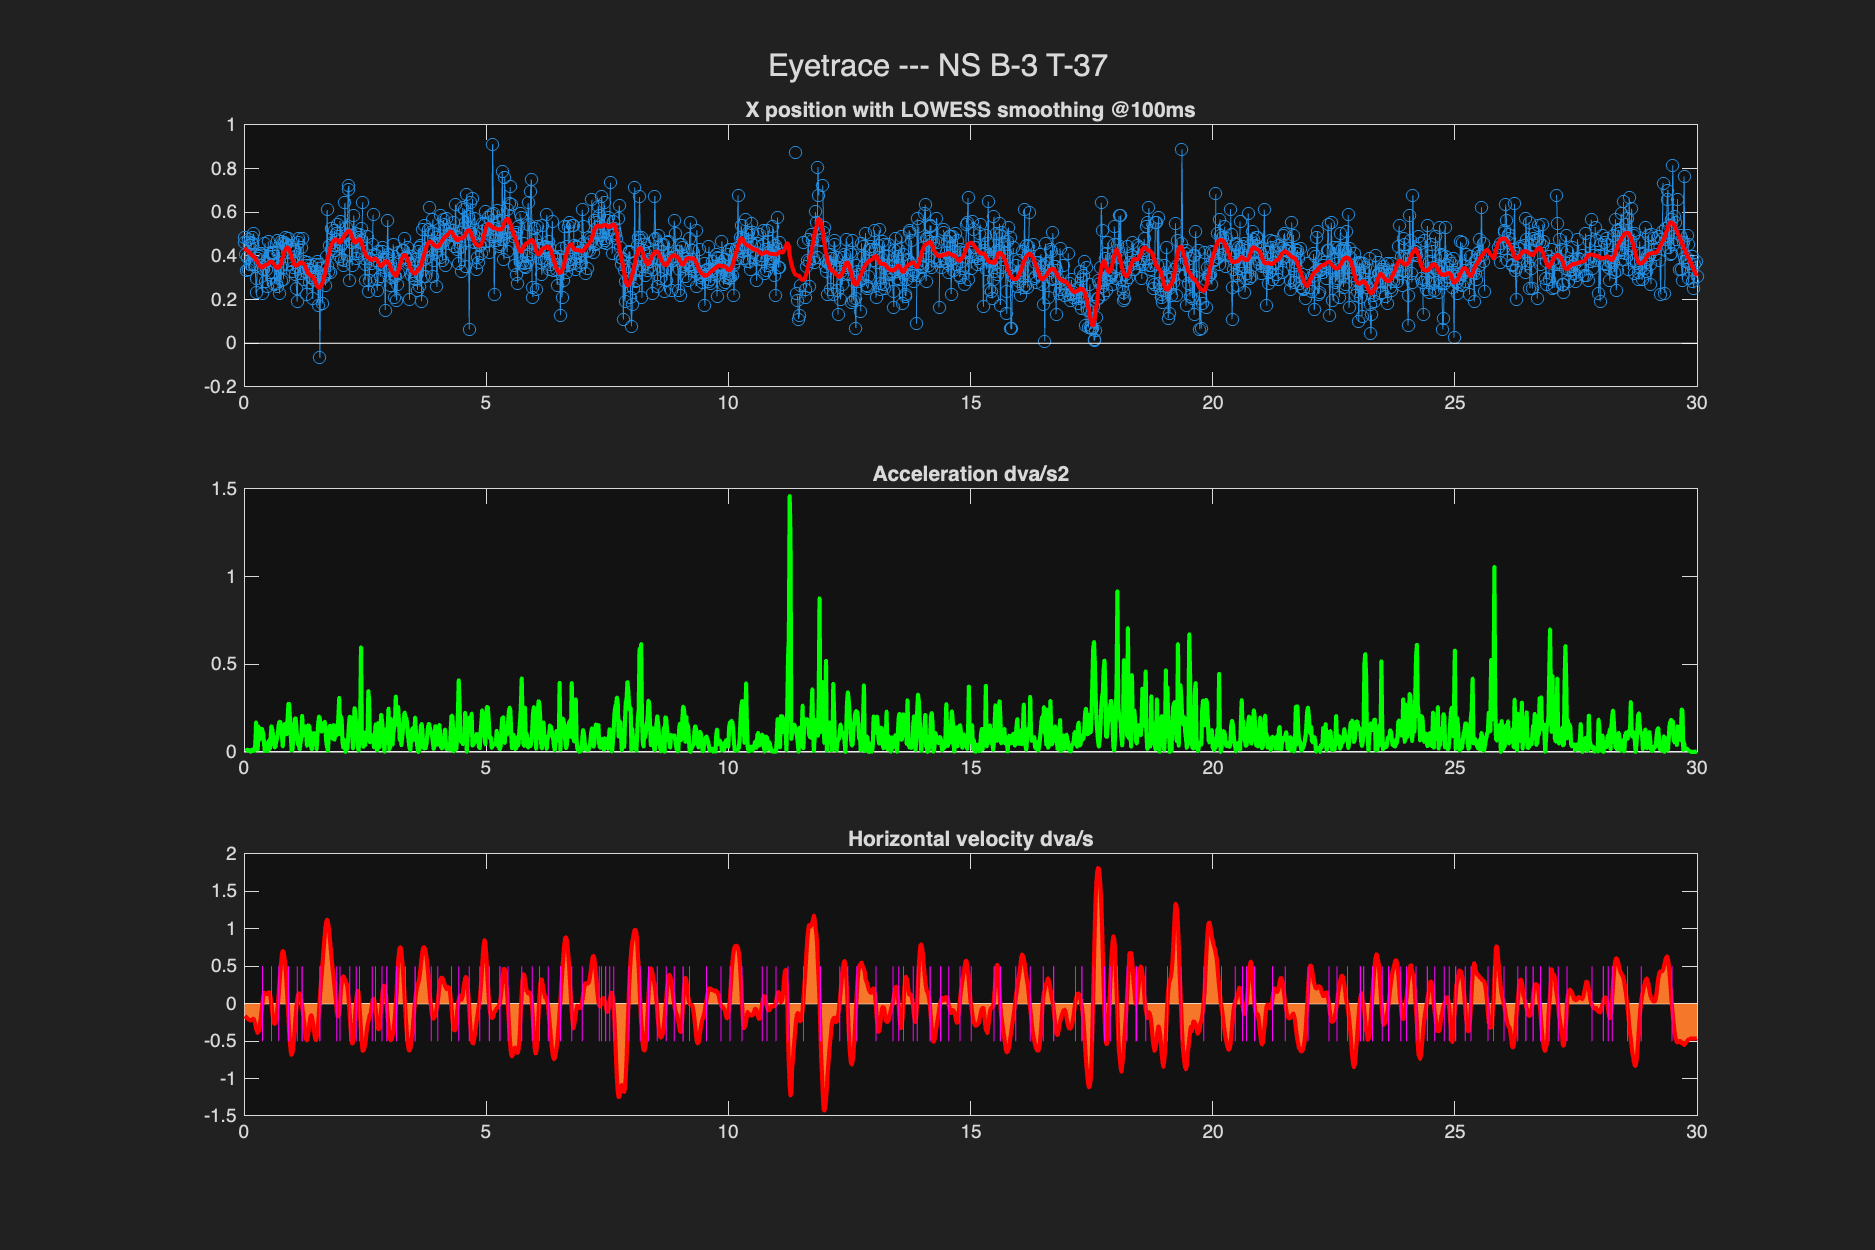 Eyetrace --- NS B-3 T-37
X position with LOWESS smoothing @100ms
1
0.8
0.6
0.4
0.2
0
-0.2
0 5 10 15 20 25 30
Acceleration dva/s2
1.5
1
0.5
0
0 5 10 15 20 25 30
Horizontal velocity dva/s
2
1.5
1
0.5
0
-0.5
-1
-1.5
0 5 10 15 20 25 30